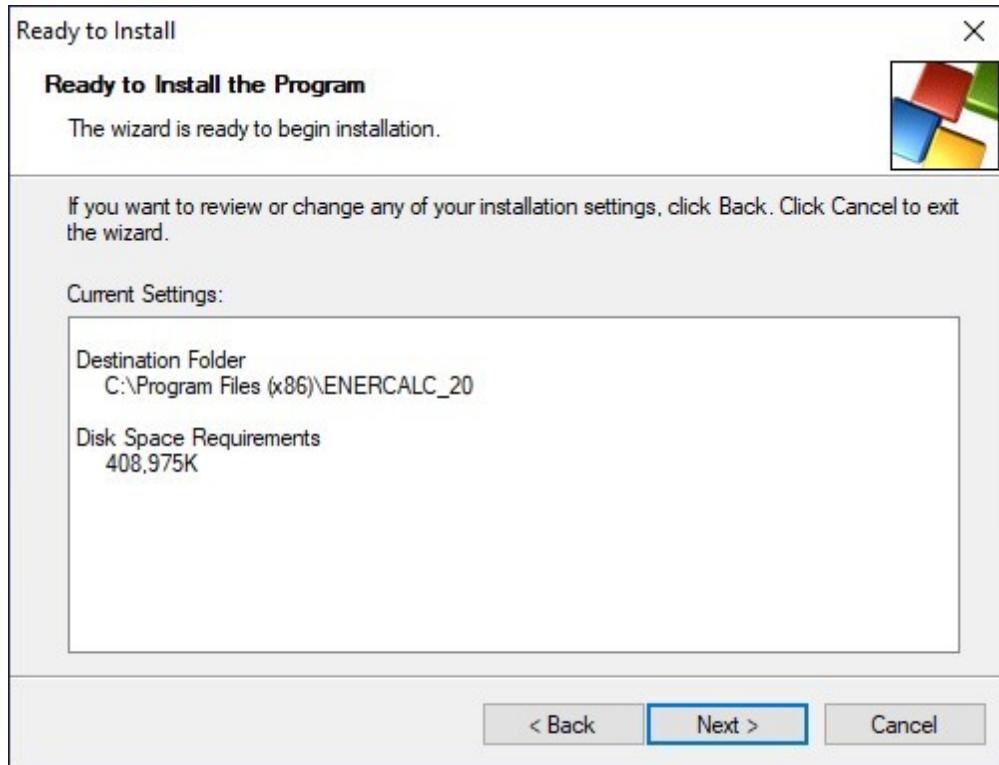 Ready to Install
Ready to Install the Program
The wizard is ready to begin installation.
If you want to review or change any of your installation settings, click Back. Click Cancel to exit
the wizard.
Current Settings:
Destination Folder
C:\Program Files (x86)\ENERCALC_20
Disk Space Requirements
408,975K
< Back Next > Cancel